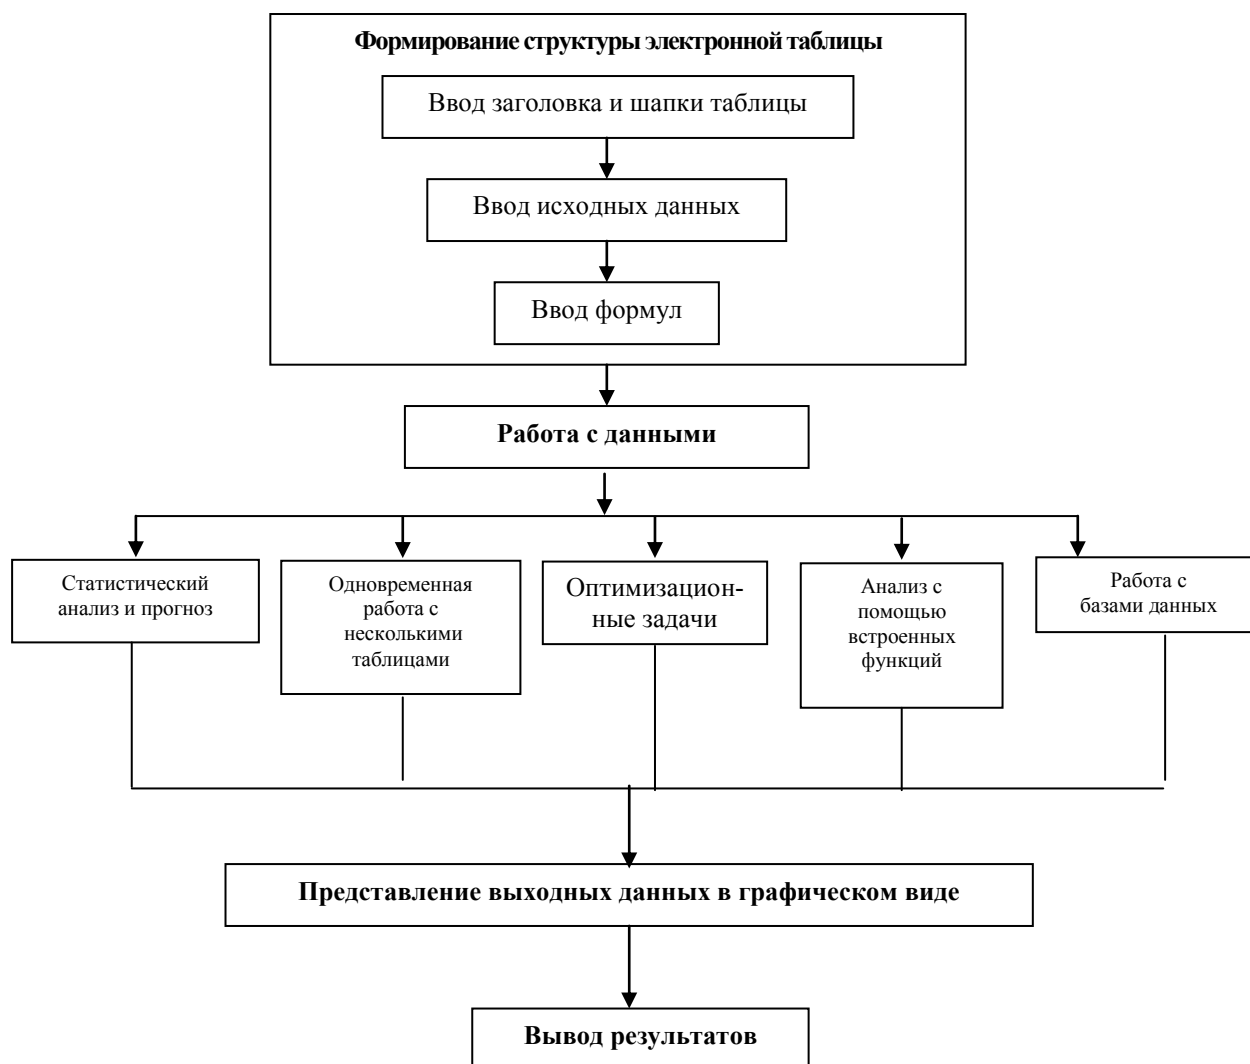 Формирование структуры электронной таблицы
Ввод заголовка и шапки таблицы
Ввод исходных данных
Ввод формул
Работа с данными
Статистический
анализ и прогноз
Одновременная
работа с
несколькими
таблицами
Оптимизацион-
ные задачи
Анализ с
помощью
встроенных
функций
Работа с
базами данных
Представление выходных данных в графическом виде
Вывод результатов